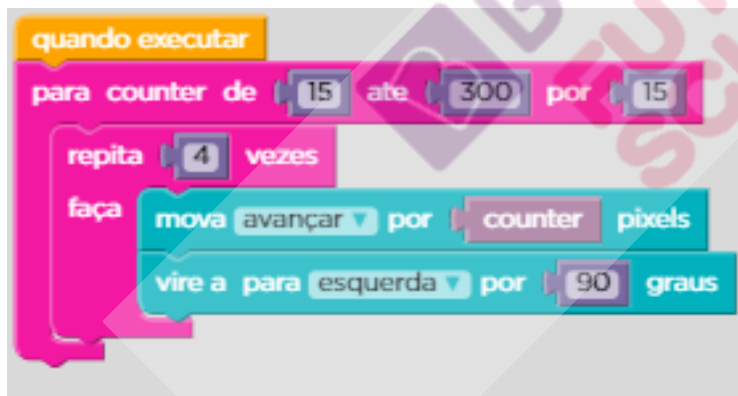 quando executar
para counter de 15 ate 300 por 15
repita 4 vezes
faça
mova avançar por counter pixels
vire a para esquerda por 90 graus